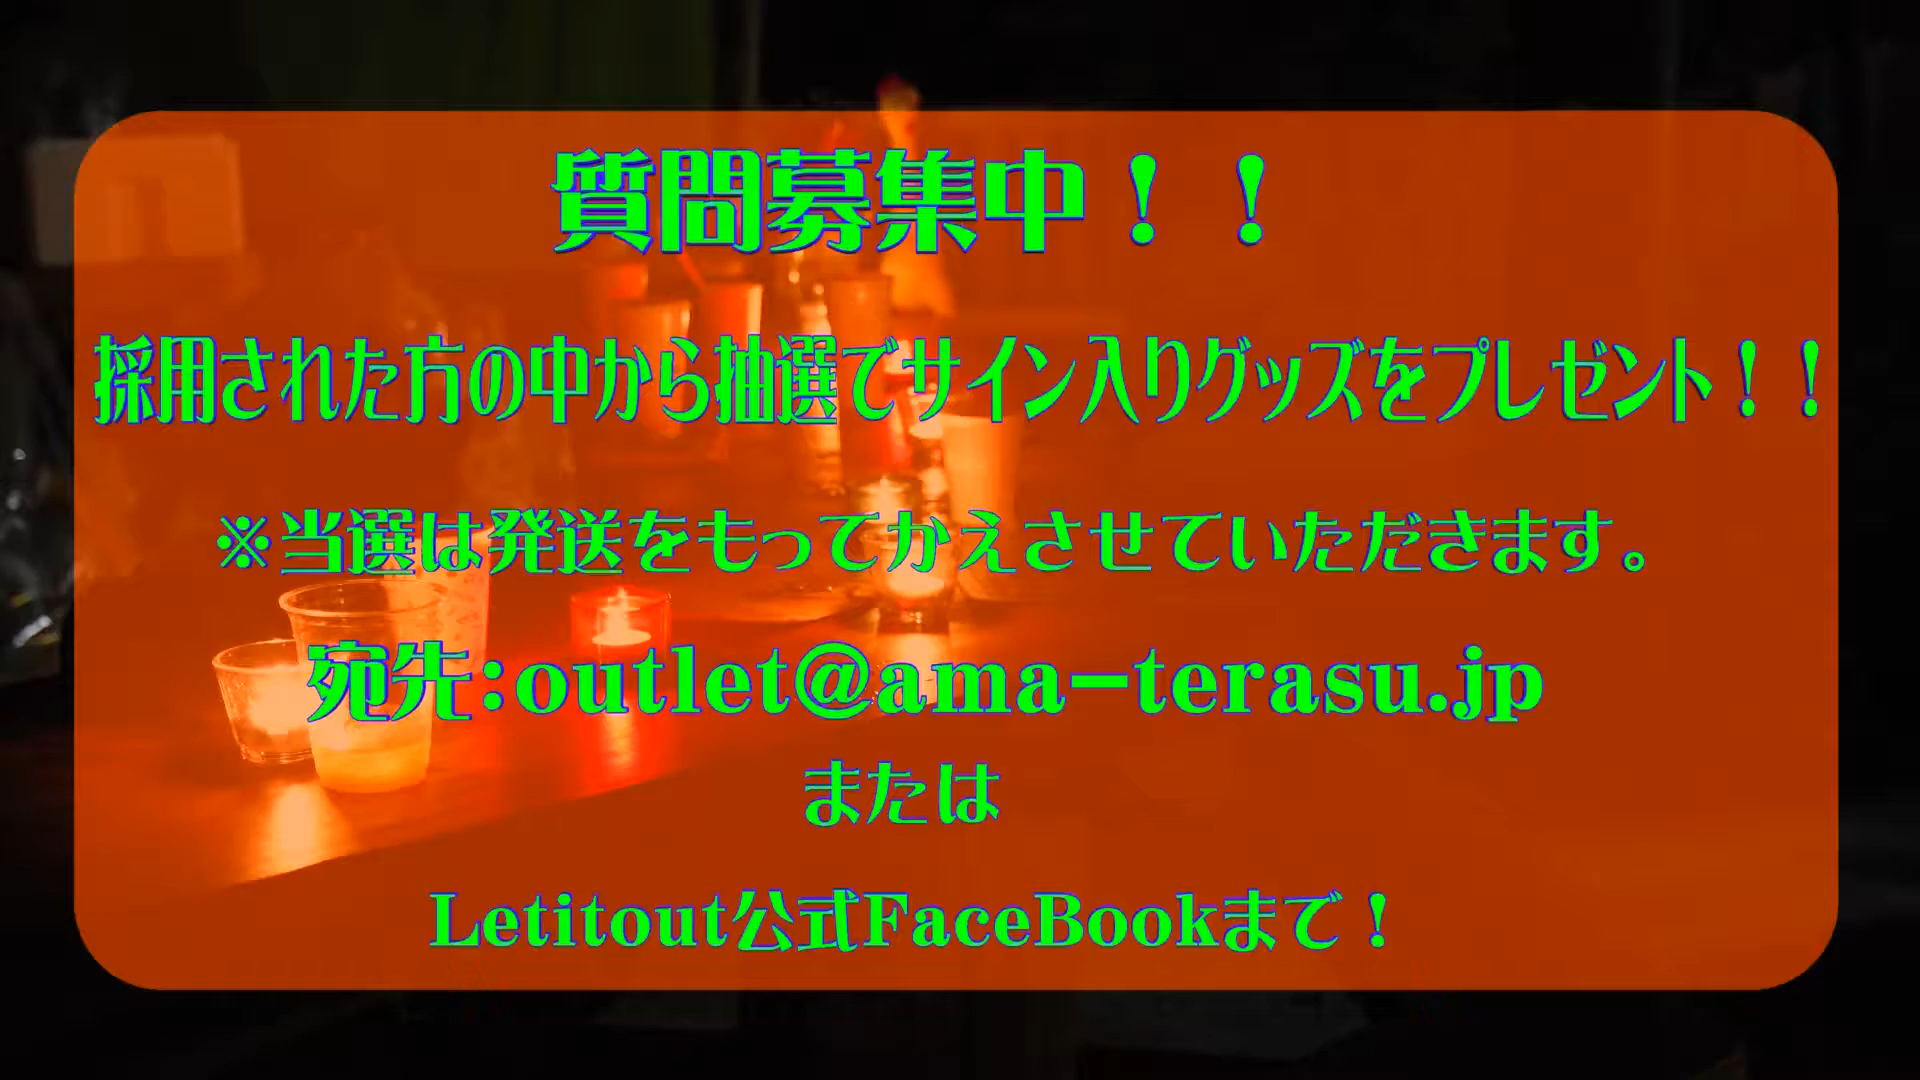 質問募集中！！
採用された方の中から抽選でサイン入りグッズをプレゼント！！
※当選は発送をもってかえさせていただきます。
宛先:outlet@ama-terasu.jp
または
Letitout公式FaceBookまで！